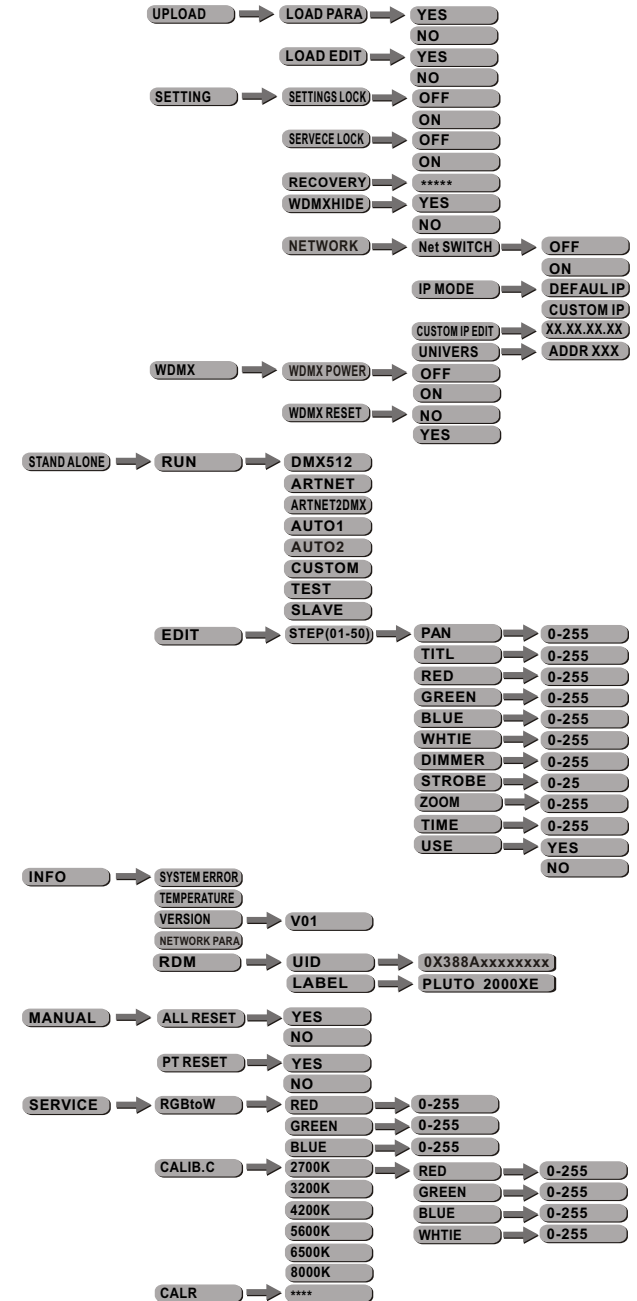 UPLOAD LOAD PARA YES
NO
LOAD EDIT YES
NO
SETTING SETTINGS LOCK OFF
ON
SERVECE LOCK OFF
ON
RECOVERY *****
WDMXHIDE YES
NO
NETWORK Net SWITCH OFF
ON
IP MODE DEFAUL IP
CUSTOM IP
CUSTOM IP EDIT XX.XX.XX.XX
UNIVERS ADDR XXX
WDMX WDMX POWER OFF
ON
WDMX RESET NO
YES
STAND ALONE RUN DMX512
ARTNET
ARTNET2DMX
AUTO1
AUTO2
CUSTOM
TEST
SLAVE
EDIT STEP(01-50) PAN 0-255
TITL 0-255
RED 0-255
GREEN 0-255
BLUE 0-255
WHTIE 0-255
DIMMER 0-255
STROBE 0-25
ZOOM 0-255
TIME 0-255
USE YES
NO
INFO SYSTEM ERROR
TEMPERATURE
VERSION V01
NETWORK PARA
RDM UID 0X388Axxxxxxxx
LABEL PLUTO 2000XE
MANUAL ALL RESET YES
NO
PT RESET YES
NO
SERVICE RGBtoW RED 0-255
GREEN 0-255
BLUE 0-255
CALIB.C 2700K RED 0-255
3200K GREEN 0-255
4200K BLUE 0-255
5600K WHTIE 0-255
6500K
8000K
CALR ****